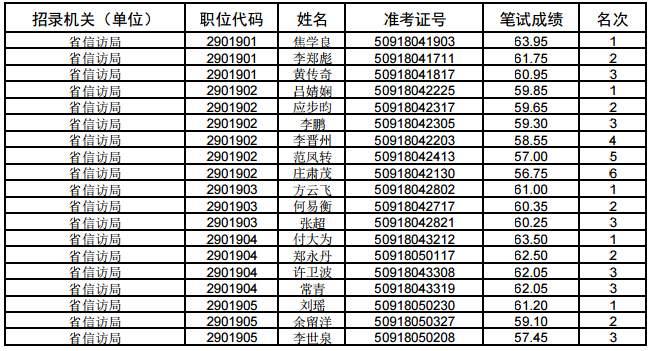 招录机关（单位） 职位代码 姓名 准考证号 笔试成绩 名次
省信访局 2901901 焦学良 50918041903 63.95 1
省信访局 2901901 李郑彪 50918041711 61.75 2
省信访局 2901901 黄传奇 50918041817 60.95 3
省信访局 2901902 吕婧娴 50918042225 59.85 1
省信访局 2901902 应步昀 50918042317 59.65 2
省信访局 2901902 李鹏 50918042305 59.30 3
省信访局 2901902 李晋州 50918042203 58.55 4
省信访局 2901902 范凤转 50918042413 57.00 5
省信访局 2901902 庄肃茂 50918042130 56.75 6
省信访局 2901903 方云飞 50918042802 61.00 1
省信访局 2901903 何易衡 50918042717 60.35 2
省信访局 2901903 张超 50918042821 60.25 3
省信访局 2901904 付大为 50918043212 63.50 1
省信访局 2901904 郑永丹 50918050117 62.50 2
省信访局 2901904 许卫波 50918043308 62.05 3
省信访局 2901904 常青 50918043319 62.05 3
省信访局 2901905 刘瑶 50918050230 61.20 1
省信访局 2901905 余留洋 50918050327 59.10 2
省信访局 2901905 李世泉 50918050208 57.45 3